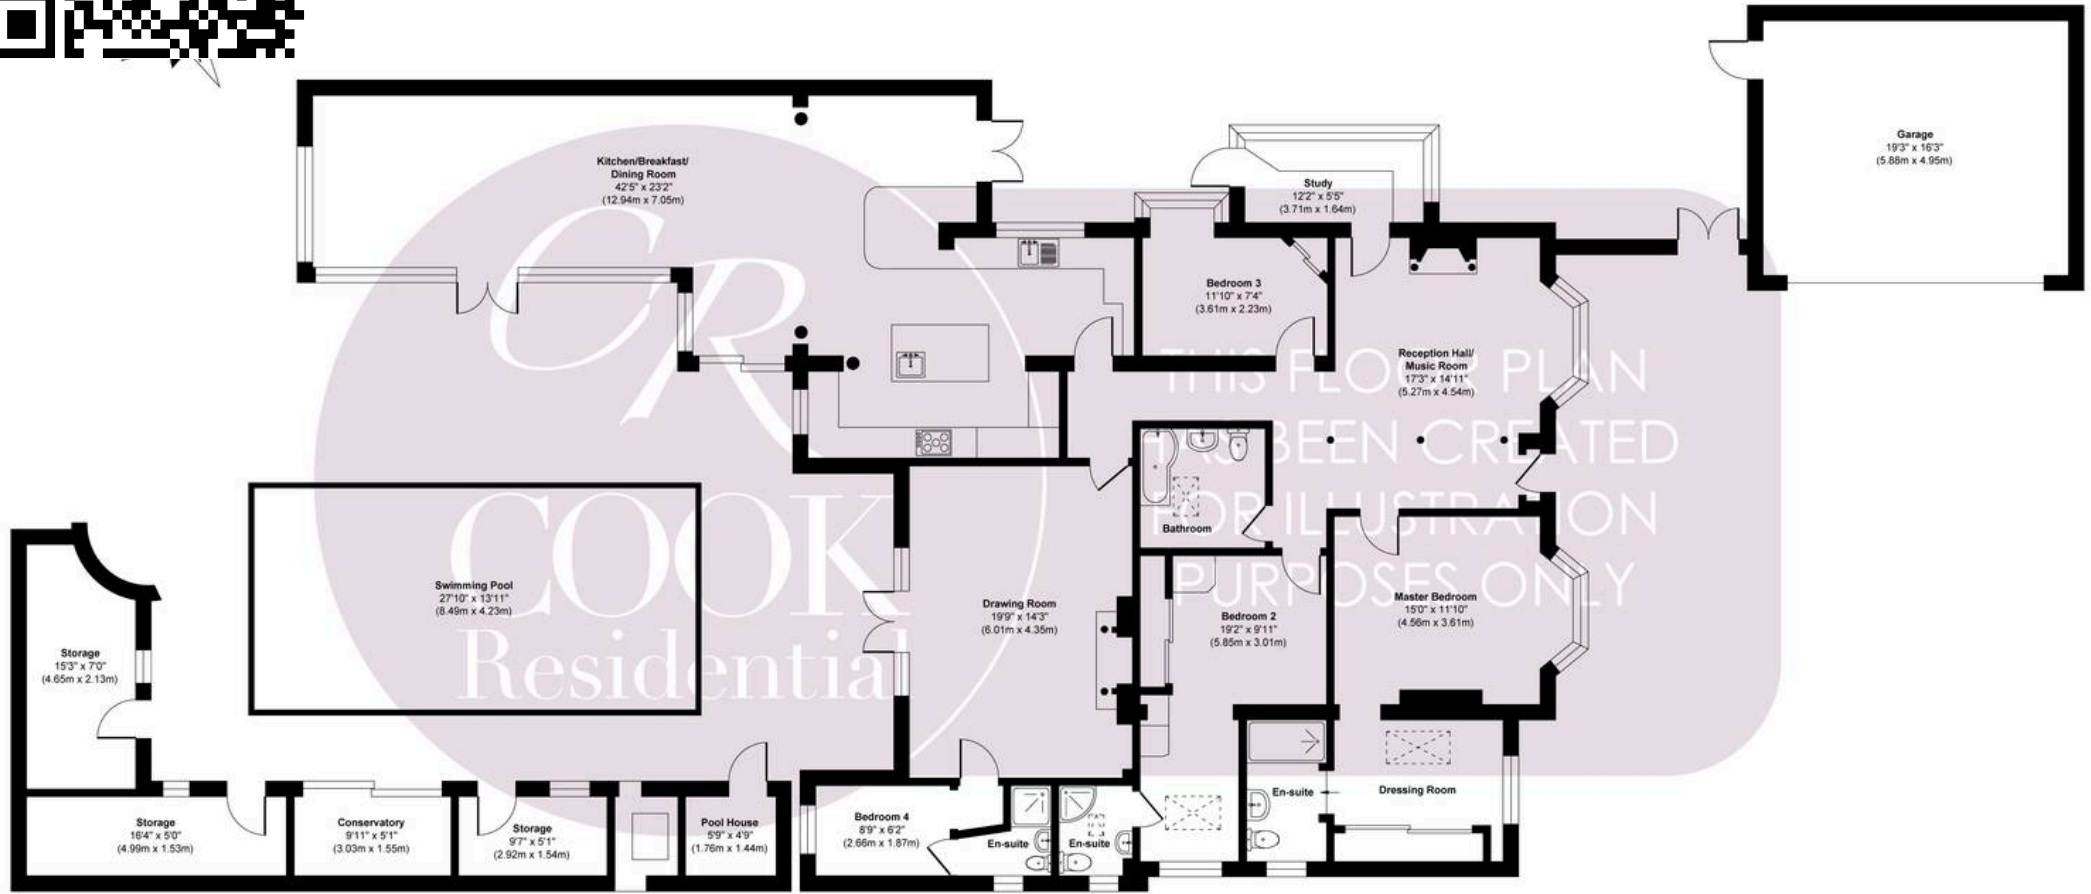 Garage
19'3" x 16'3"
(5.88m x 4.95m)
Kitchen/Breakfast/
Dining Room
42'5" x 23'2"
(12.94m x 7.05m)
Study
12'2" x 5'5"
(3.71m x 1.64m)
Bedroom 3
11'10" x 7'4"
(3.61m x 2.23m)
Reception Hall/
Music Room
17'3" x 14'11"
(5.27m x 4.54m)
CR
COOK
Residential
THIS FLOOR PLAN
HAS BEEN CREATED
FOR ILLUSTRATION
PURPOSES ONLY
Bathroom
Swimming Pool
27'10" x 13'11"
(8.49m x 4.23m)
Drawing Room
19'9" x 14'3"
(6.01m x 4.35m)
Bedroom 2
19'2" x 9'11"
(5.85m x 3.01m)
Master Bedroom
15'0" x 11'10"
(4.56m x 3.61m)
Storage
15'3" x 7'0"
(4.65m x 2.13m)
Storage
16'4" x 5'0"
(4.99m x 1.53m)
Conservatory
9'11" x 5'1"
(3.03m x 1.55m)
Storage
9'7" x 5'1"
(2.92m x 1.54m)
Pool House
5'9" x 4'9"
(1.76m x 1.44m)
Bedroom 4
8'9" x 6'2"
(2.66m x 1.87m)
En-suite
En-suite
En-suite
Dressing Room